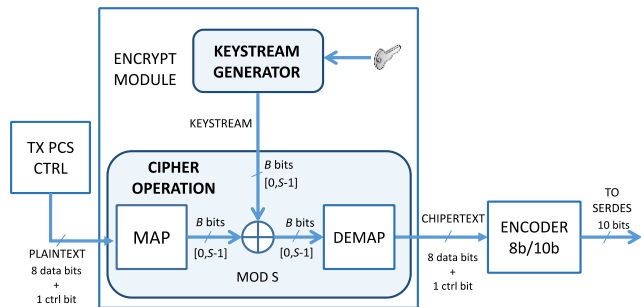 ENCRYPT
MODULE
KEYSTREAM
GENERATOR
KEYSTREAM
TX PCS
CTRL
CIPHER
OPERATION
B bits
[0,S-1]
MAP
B bits
[0,S-1]
B bits
[0,S-1]
DEMAP
MOD S
PLAINTEXT
8 data bits
+
1 ctrl bit
CHIPERTEXT
8 data bits
+
1 ctrl bit
ENCODER
8b/10b
TO
SERDES
10 bits